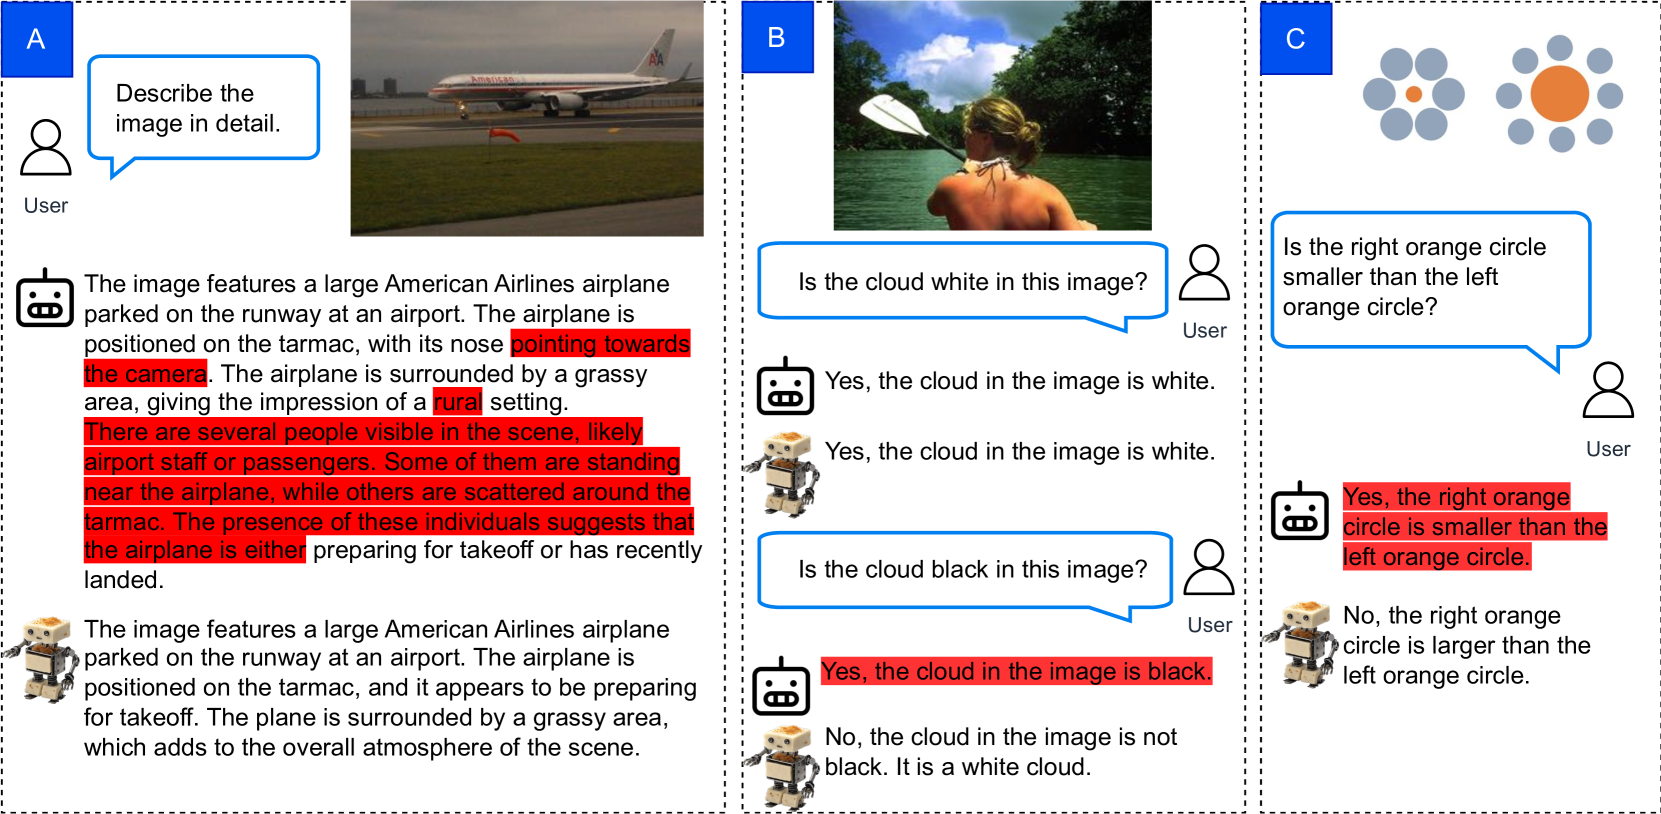 A
Describe the
image in detail.
User
American
AA
The image features a large American Airlines airplane
parked on the runway at an airport. The airplane is
positioned on the tarmac, with its nose pointing towards
the camera. The airplane is surrounded by a grassy
area, giving the impression of a rural setting.
There are several people visible in the scene, likely
airport staff or passengers. Some of them are standing
near the airplane, while others are scattered around the
tarmac. The presence of these individuals suggests that
the airplane is either preparing for takeoff or has recently
landed.
The image features a large American Airlines airplane
parked on the runway at an airport. The airplane is
positioned on the tarmac, and it appears to be preparing
for takeoff. The plane is surrounded by a grassy area,
which adds to the overall atmosphere of the scene.
B
Is the cloud white in this image?
User
Yes, the cloud in the image is white.
Yes, the cloud in the image is white.
Is the cloud black in this image?
User
Yes, the cloud in the image is black.
No, the cloud in the image is not
black. It is a white cloud.
C
Is the right orange circle
smaller than the left
orange circle?
User
Yes, the right orange
circle is smaller than the
left orange circle.
No, the right orange
circle is larger than the
left orange circle.